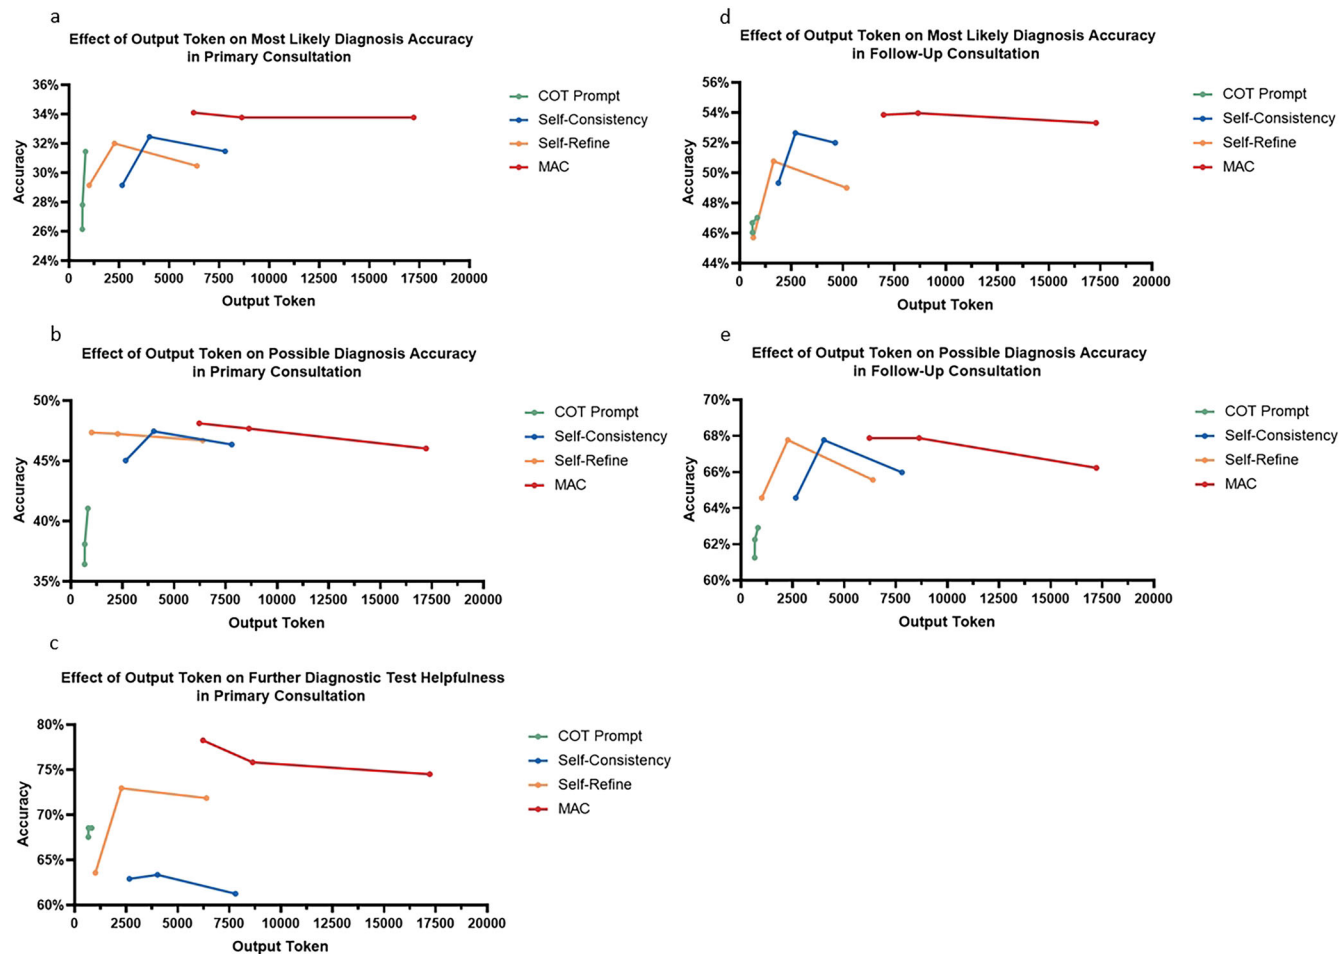 a
Effect of Output Token on Most Likely Diagnosis Accuracy
in Primary Consultation
36%
34%
32%
30%
28%
26%
24%
Accuracy
0 2500 5000 7500 10000 12500 15000 17500 20000
Output Token
COT Prompt
Self-Consistency
Self-Refine
MAC
b
Effect of Output Token on Possible Diagnosis Accuracy
in Primary Consultation
50%
45%
40%
35%
Accuracy
0 2500 5000 7500 10000 12500 15000 17500 20000
Output Token
COT Prompt
Self-Consistency
Self-Refine
MAC
c
Effect of Output Token on Further Diagnostic Test Helpfulness
in Primary Consultation
80%
75%
70%
65%
60%
Accuracy
0 2500 5000 7500 10000 12500 15000 17500 20000
Output Token
COT Prompt
Self-Consistency
Self-Refine
MAC
d
Effect of Output Token on Most Likely Diagnosis Accuracy
in Follow-Up Consultation
56%
54%
52%
50%
48%
46%
44%
Accuracy
0 2500 5000 7500 10000 12500 15000 17500 20000
Output Token
COT Prompt
Self-Consistency
Self-Refine
MAC
e
Effect of Output Token on Possible Diagnosis Accuracy
in Follow-Up Consultation
70%
68%
66%
64%
62%
60%
Accuracy
0 2500 5000 7500 10000 12500 15000 17500 20000
Output Token
COT Prompt
Self-Consistency
Self-Refine
MAC